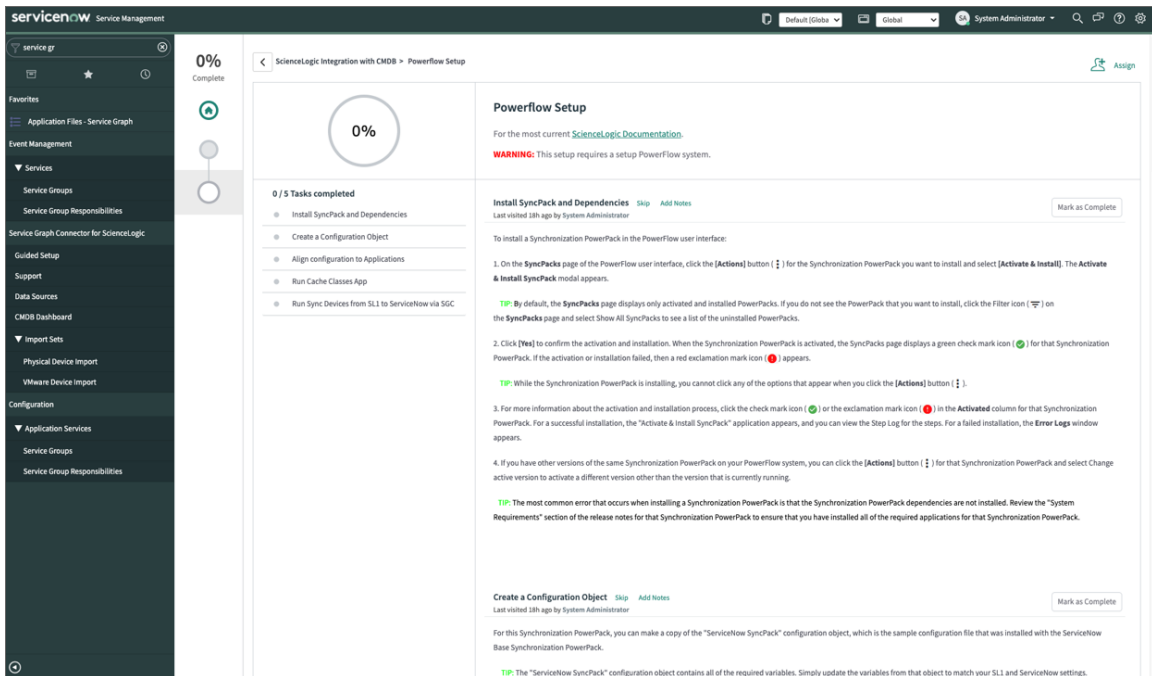 servicenow Service Management
Default [Globa
Global
SA System Administrator
service gr
Favorites
Application Files - Service Graph
Event Management
Services
Service Groups
Service Group Responsibilities
Service Graph Connector for ScienceLogic
Guided Setup
Support
Data Sources
CMDB Dashboard
Import Sets
Physical Device Import
VMware Device Import
Configuration
Application Services
Service Groups
Service Group Responsibilities
0%
Complete
ScienceLogic Integration with CMDB > Powerflow Setup
Assign
0%
0 / 5 Tasks completed
Install SyncPack and Dependencies
Create a Configuration Object
Align configuration to Applications
Run Cache Classes App
Run Sync Devices from SL1 to ServiceNow via SGC
Powerflow Setup
For the most current ScienceLogic Documentation.
WARNING: This setup requires a setup PowerFlow system.
Install SyncPack and Dependencies Skip Add Notes
Last visited 18h ago by System Administrator
Mark as Complete
To install a Synchronization PowerPack in the PowerFlow user interface:
1. On the SyncPacks page of the PowerFlow user interface, click the [Actions] button ( ⋮ ) for the Synchronization PowerPack you want to install and select [Activate & Install]. The Activate
& Install SyncPack modal appears.
TIP: By default, the SyncPacks page displays only activated and installed PowerPacks. If you do not see the PowerPack that you want to install, click the Filter icon ( ) on
the SyncPacks page and select Show All SyncPacks to see a list of the uninstalled PowerPacks.
2. Click [Yes] to confirm the activation and installation. When the Synchronization PowerPack is activated, the SyncPacks page displays a green check mark icon ( ) for that Synchronization
PowerPack. If the activation or installation failed, then a red exclamation mark icon ( ) appears.
TIP: While the Synchronization PowerPack is installing, you cannot click any of the options that appear when you click the [Actions] button ( ⋮ ).
3. For more information about the activation and installation process, click the check mark icon ( ) or the exclamation mark icon ( ) in the Activated column for that Synchronization
PowerPack. For a successful installation, the "Activate & Install SyncPack" application appears, and you can view the Step Log for the steps. For a failed installation, the Error Logs window
appears.
4. If you have other versions of the same Synchronization PowerPack on your PowerFlow system, you can click the [Actions] button ( ⋮ ) for that Synchronization PowerPack and select Change
active version to activate a different version other than the version that is currently running.
TIP: The most common error that occurs when installing a Synchronization PowerPack is that the Synchronization PowerPack dependencies are not installed. Review the "System
Requirements" section of the release notes for that Synchronization PowerPack to ensure that you have installed all of the required applications for that Synchronization PowerPack.
Create a Configuration Object Skip Add Notes
Last visited 18h ago by System Administrator
Mark as Complete
For this Synchronization PowerPack, you can make a copy of the "ServiceNow SyncPack" configuration object, which is the sample configuration file that was installed with the ServiceNow
Base Synchronization PowerPack.
TIP: The "ServiceNow SyncPack" configuration object contains all of the required variables. Simply update the variables from that object to match your SL1 and ServiceNow settings.